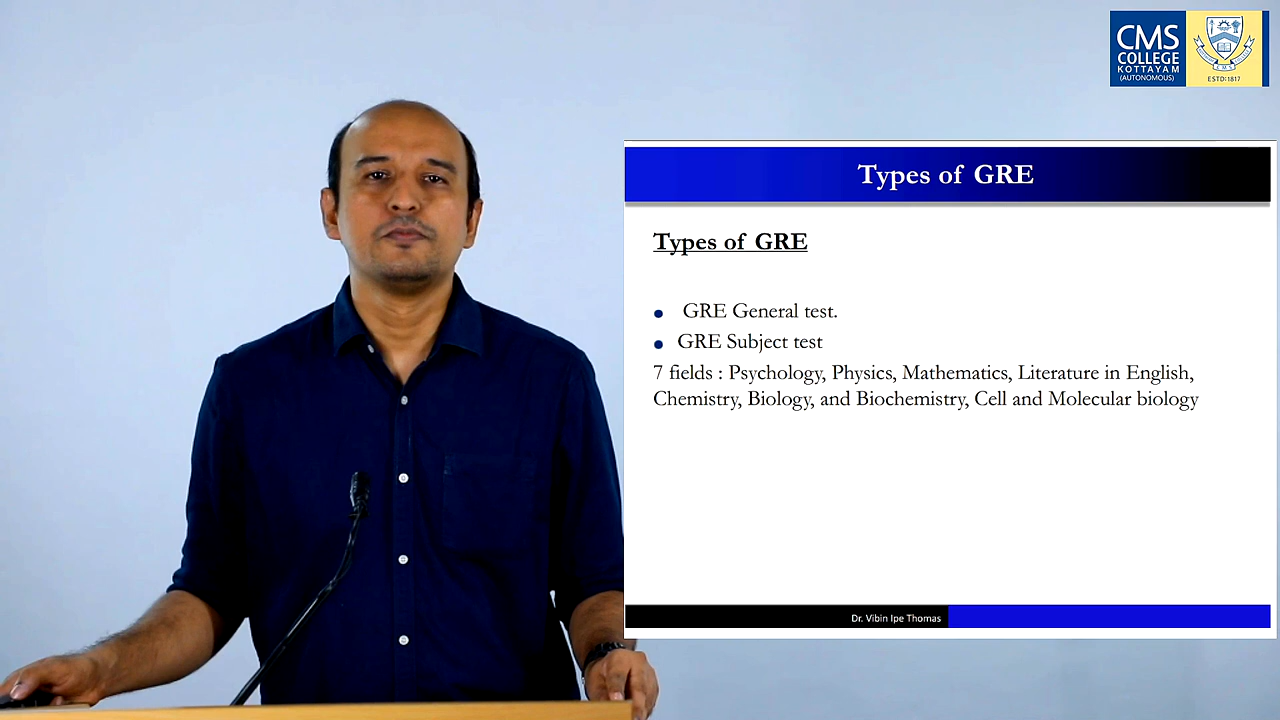 CMS
COLLEGE
KOTTAYAM
(AUTONOMOUS)
ESTD:1817
Types of GRE
Types of GRE
• GRE General test.
• GRE Subject test
7 fields : Psychology, Physics, Mathematics, Literature in English,
Chemistry, Biology, and Biochemistry, Cell and Molecular biology
Dr. Vibin Ipe Thomas